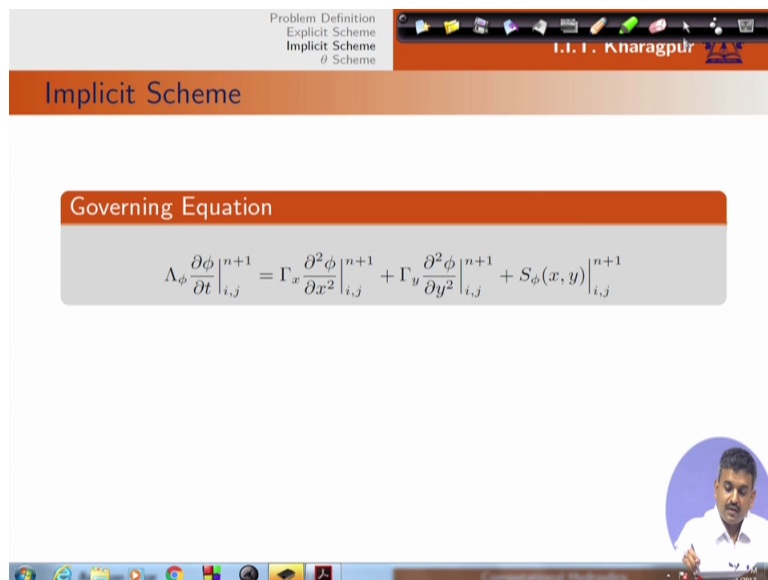 Problem Definition
Explicit Scheme
Implicit Scheme
θ Scheme
I.I.T. Kharagpur
Implicit Scheme
Governing Equation
Λ_ϕ ∂ϕ/∂t |_{i,j}^{n+1} = Γ_x ∂²ϕ/∂x² |_{i,j}^{n+1} + Γ_y ∂²ϕ/∂y² |_{i,j}^{n+1} + S_ϕ(x, y) |_{i,j}^{n+1}